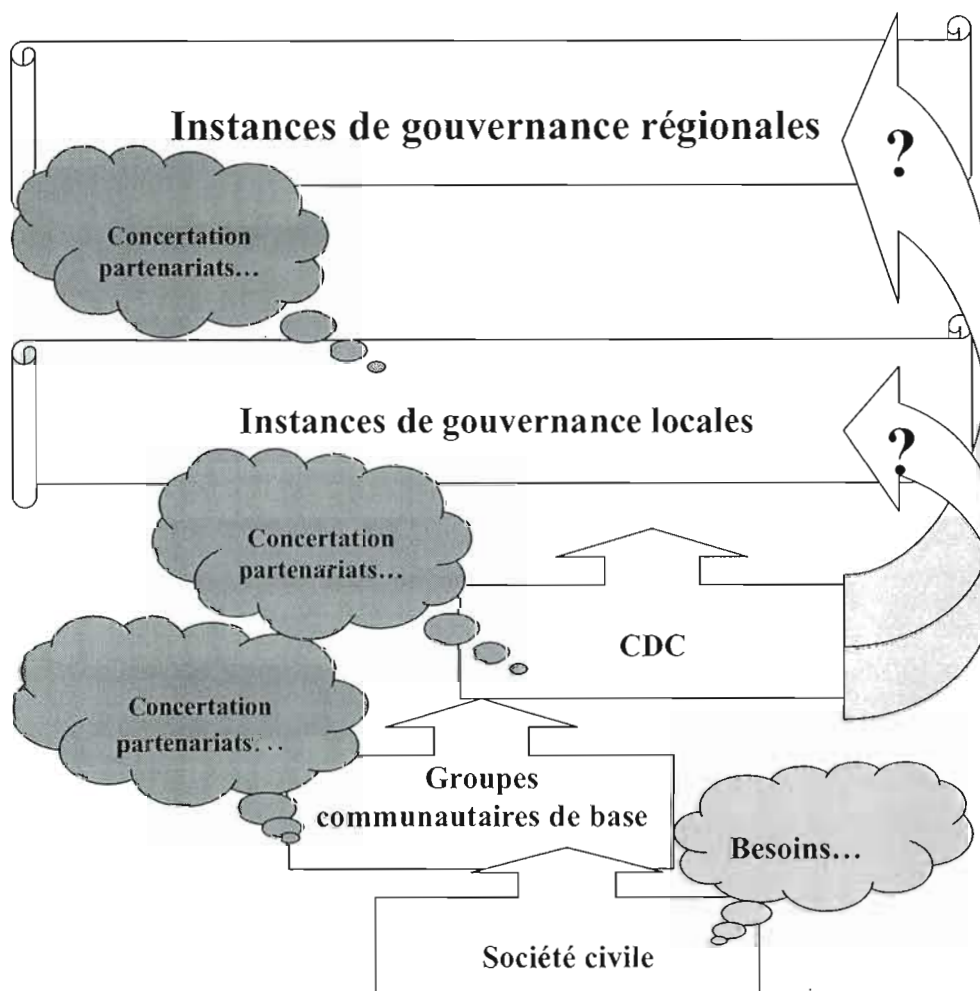 Instances de gouvernance régionales
?
Concertation
partenariats…
Instances de gouvernance locales
?
Concertation
partenariats…
CDC
Concertation
partenariats…
Groupes
communautaires de base
Besoins…
Société civile